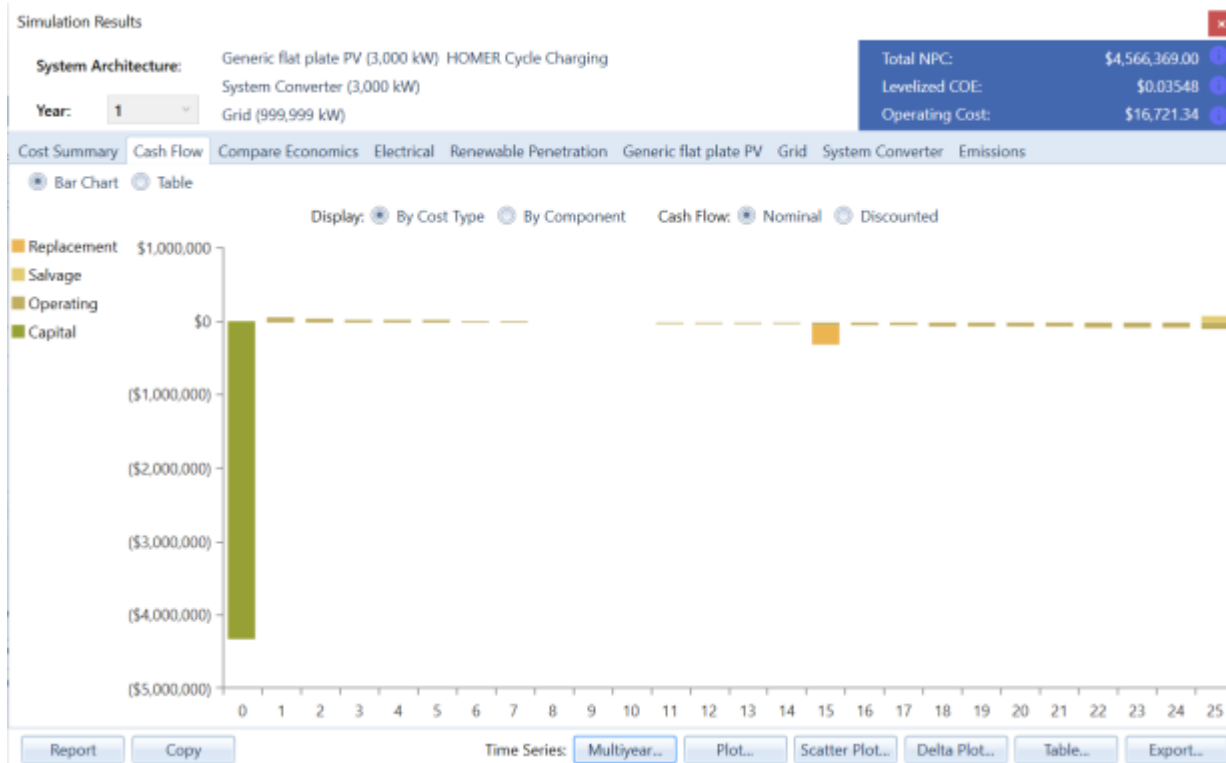 Simulation Results
System Architecture:
Generic flat plate PV (3,000 kW) HOMER Cycle Charging
System Converter (3,000 kW)
Grid (999,999 kW)
Year: 1
Total NPC: $4,566,369.00
Levelized COE: $0.03548
Operating Cost: $16,721.34
Cost Summary Cash Flow Compare Economics Electrical Renewable Penetration Generic flat plate PV Grid System Converter Emissions
Bar Chart Table
Display: By Cost Type By Component Cash Flow: Nominal Discounted
Replacement
Salvage
Operating
Capital
$1,000,000
$0
($1,000,000)
($2,000,000)
($3,000,000)
($4,000,000)
($5,000,000)
0 1 2 3 4 5 6 7 8 9 10 11 12 13 14 15 16 17 18 19 20 21 22 23 24 25
Report Copy Time Series: Multiyear... Plot... Scatter Plot... Delta Plot... Table... Export...